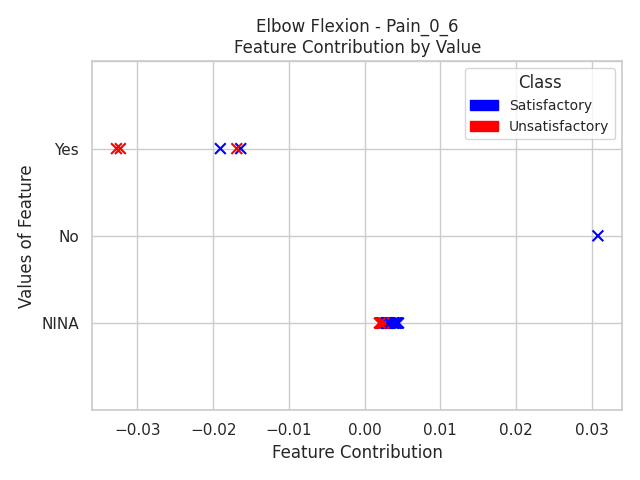 Elbow Flexion - Pain_0_6
Feature Contribution by Value
Class
Satisfactory
Unsatisfactory
Values of Feature
Yes
No
NINA
−0.03
−0.02
−0.01
0.00
0.01
0.02
0.03
Feature Contribution